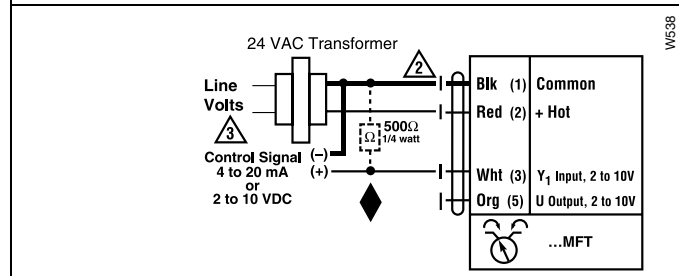 W538
24 VAC Transformer
Line
Volts
2
3
Blk (1) Common
Red (2) + Hot
Ω 500Ω
1/4 watt
Control Signal (–)
4 to 20 mA (+)
or
2 to 10 VDC
Wht (3) Y1 Input, 2 to 10V
Org (5) U Output, 2 to 10V
...MFT